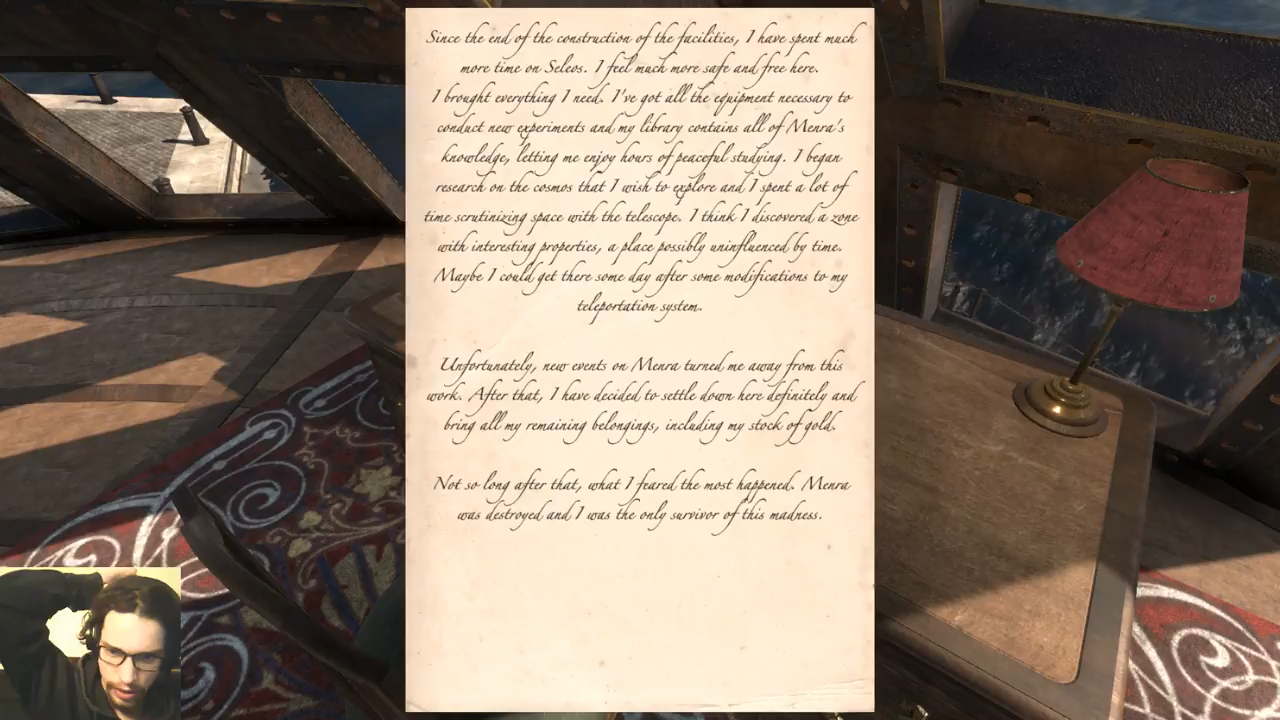 Since the end of the construction of the facilities, I have spent much
more time on Seleos. I feel much more safe and free here.
I brought everything I need. I've got all the equipment necessary to
conduct new experiments and my library contains all of Menra's
knowledge, letting me enjoy hours of peaceful studying. I began
research on the cosmos that I wish to explore and I spent a lot of
time scrutinizing space with the telescope. I think I discovered a zone
with interesting properties, a place possibly uninfluenced by time.
Maybe I could get there some day after some modifications to my
teleportation system.
Unfortunately, new events on Menra turned me away from this
work. After that, I have decided to settle down here definitely and
bring all my remaining belongings, including my stock of gold.
Not so long after that, what I feared the most happened. Menra
was destroyed and I was the only survivor of this madness.